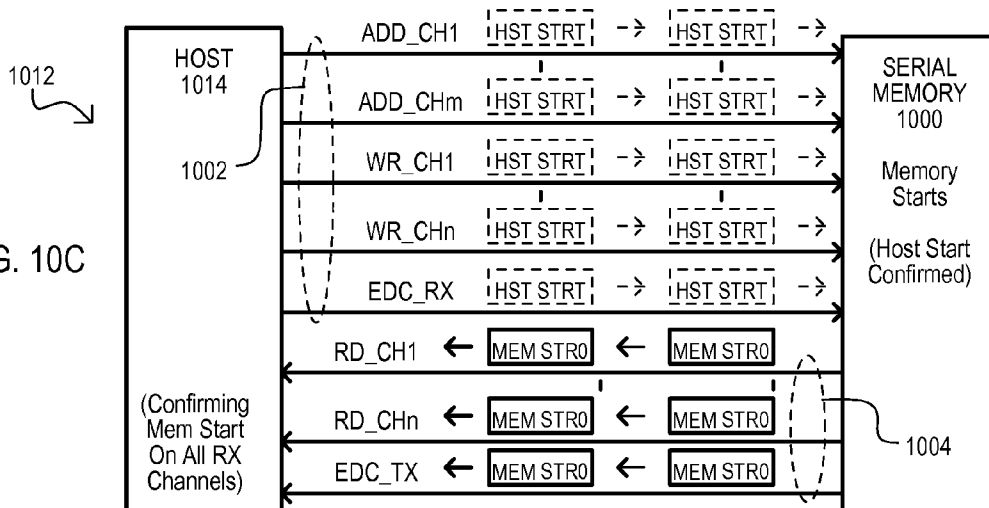 ADD_CH1 HST STRT HST STRT
HOST
1014
1012
SERIAL
MEMORY
1000
ADD_CHm HST STRT HST STRT
1002
WR_CH1 HST STRT HST STRT
Memory
Starts
WR_CHn HST STRT HST STRT
(Host Start
Confirmed)
G. 10C
EDC_RX HST STRT HST STRT
RD_CH1 MEM STR0 MEM STR0
(Confirming
Mem Start
On All RX
Channels)
RD_CHn MEM STR0 MEM STR0
1004
EDC_TX MEM STR0 MEM STR0